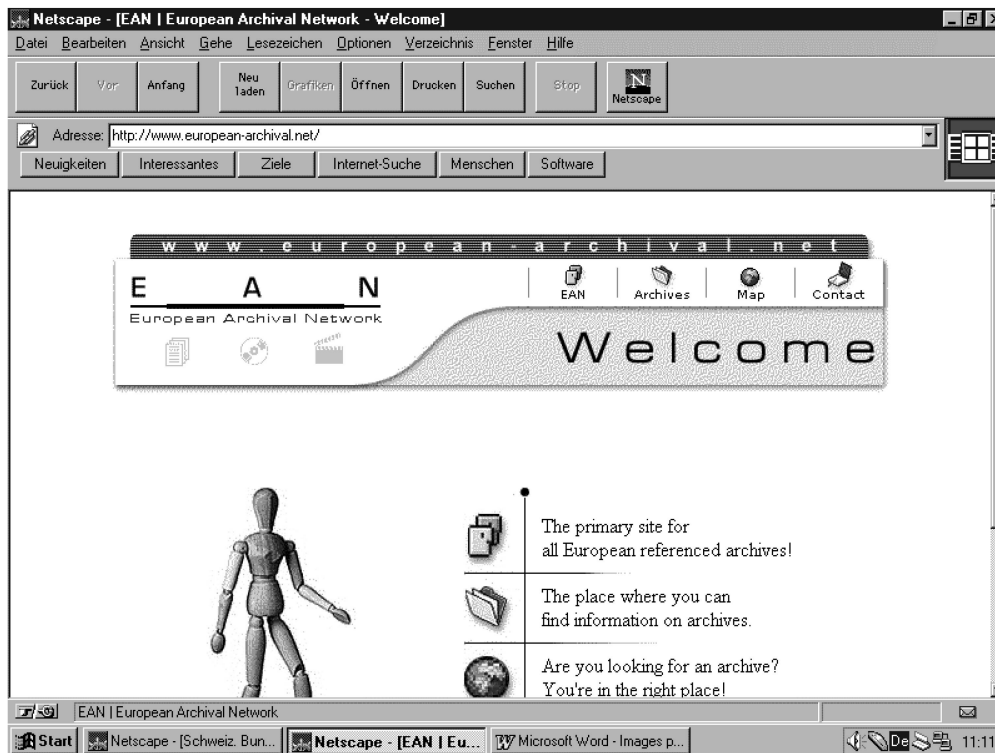 Netscape - [EAN | European Archival Network - Welcome]
Datei Bearbeiten Ansicht Gehe Lesezeichen Optionen Verzeichnis Fenster Hilfe
Zurück Vor Anfang Neu laden Grafiken Öffnen Drucken Suchen Stop N Netscape
Adresse: http://www.european-archival.net/
Neuigkeiten Interessantes Ziele Internet-Suche Menschen Software
www.european-archival.net
E A N
European Archival Network
EAN Archives Map Contact
Welcome
The primary site for
all European referenced archives!
The place where you can
find information on archives.
Are you looking for an archive?
You're in the right place!
EAN | European Archival Network
Start Netscape - [Schweiz. Bun... Netscape - [EAN | Eu... Microsoft Word - Images p... De 11:11